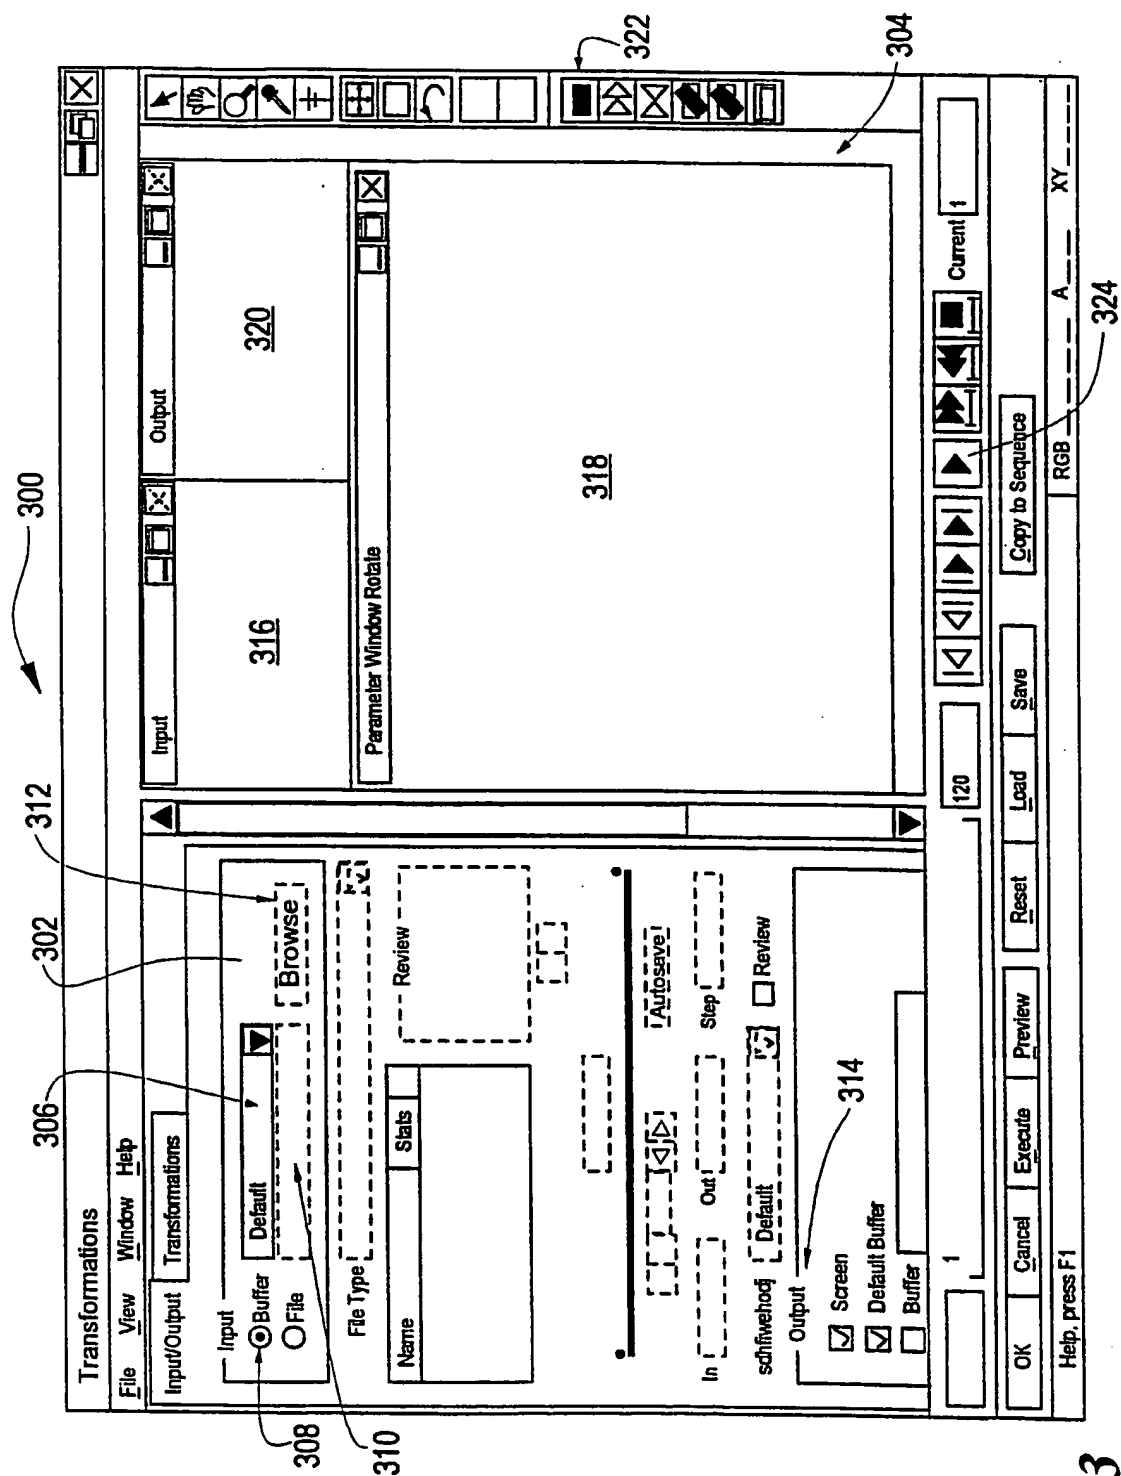 300
Transformations
File View Window Help
Input/Output Transformations
Input
Buffer Default
File Browse
File Type
Name Stats
Review
Autosave
In Out Step
sdhfiwehodj Default Review
Output
Screen
Default Buffer
Buffer
Input
Output
316
320
Parameter Window Rotate
318
1 120
Current 1
OK Cancel Execute Preview Reset Load Save Copy to Sequence
Help, press F1 RGB A XY
302
304
306
308
310
312
314
322
324
3